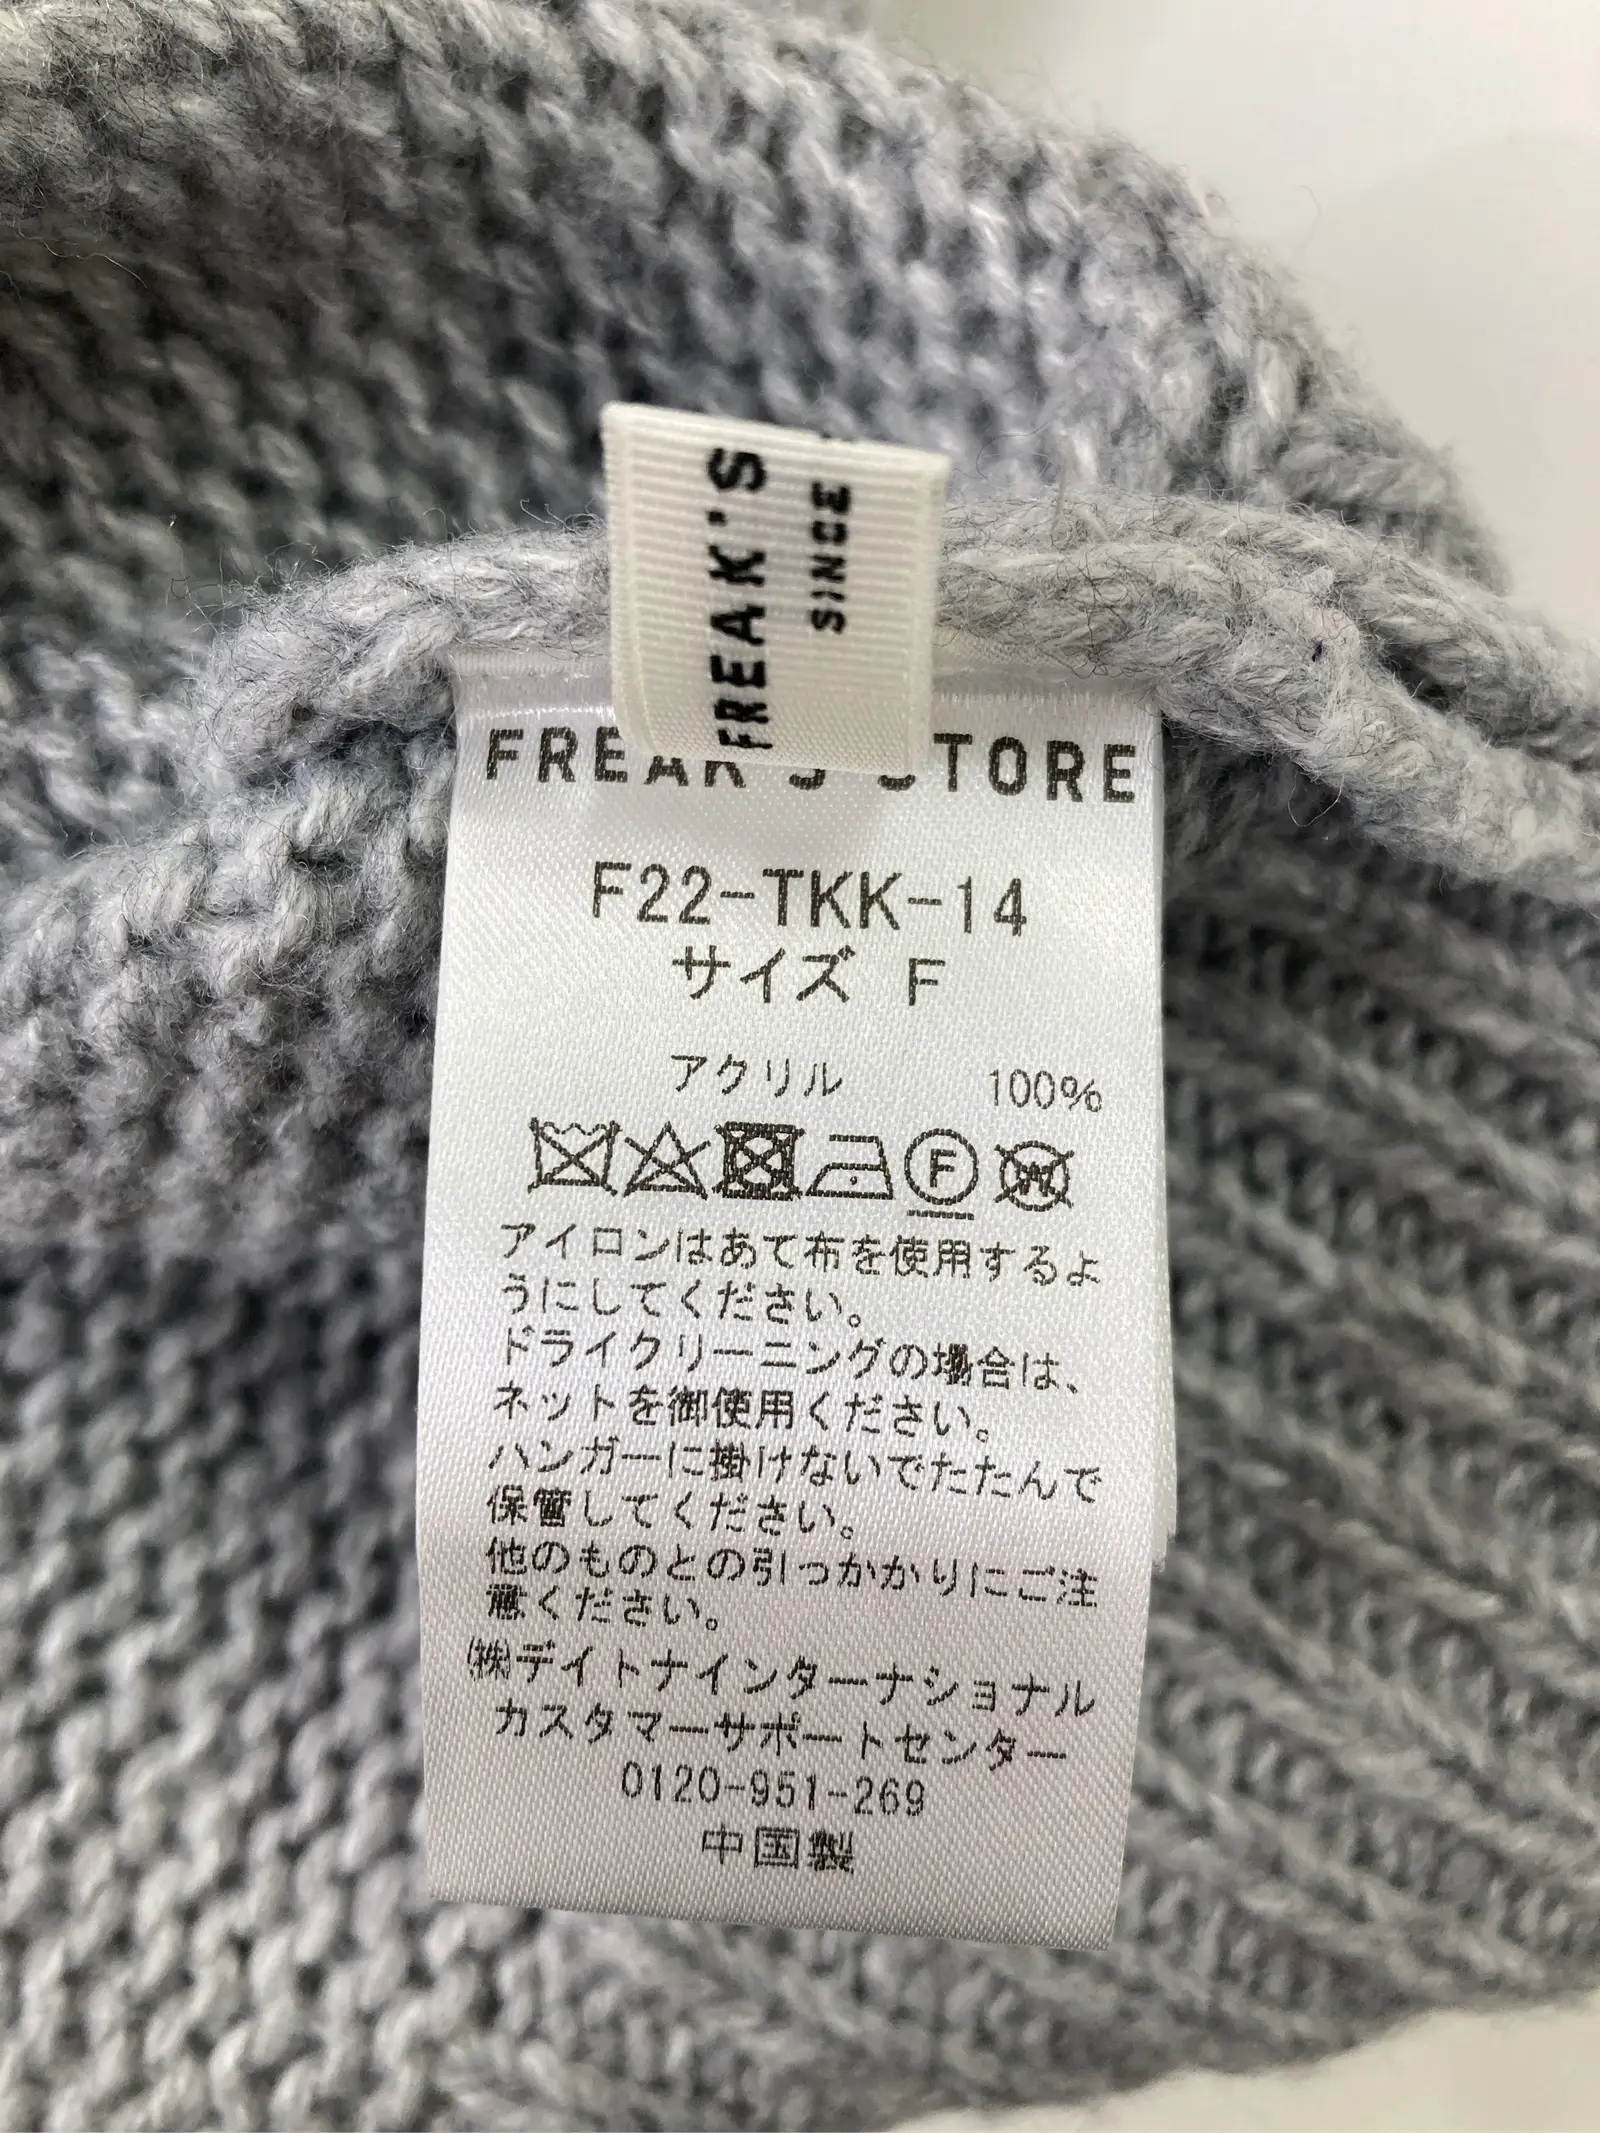 FREAK'S
SINCE
FREAK'S STORE
F22-TKK-14
サイズ F
アクリル 100%
F W
アイロンはあて布を使用するよ
うにしてください。
ドライクリーニングの場合は、
ネットを御使用ください。
ハンガーに掛けないでたたんで
保管してください。
他のものとの引っかかりにご注
意ください。
(株)デイトナインターナショナル
カスタマーサポートセンター
0120-951-269
中国製